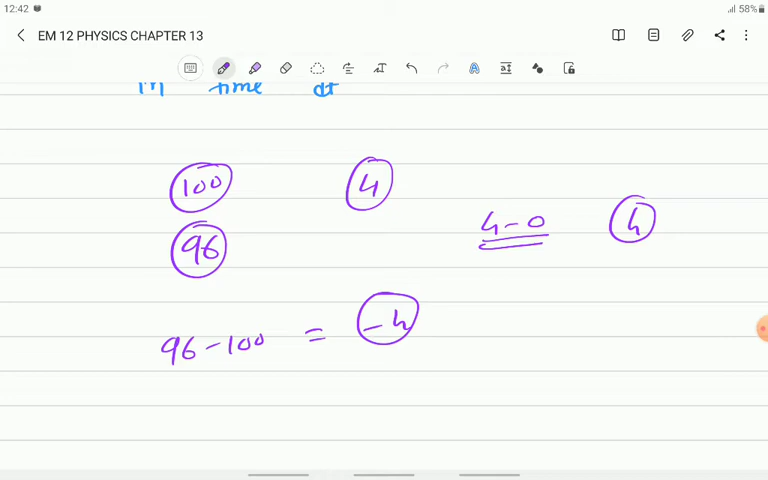 12:42
58%
EM 12 PHYSICS CHAPTER 13
in time dt
100 4
96
4-0 4
96-100 = -4